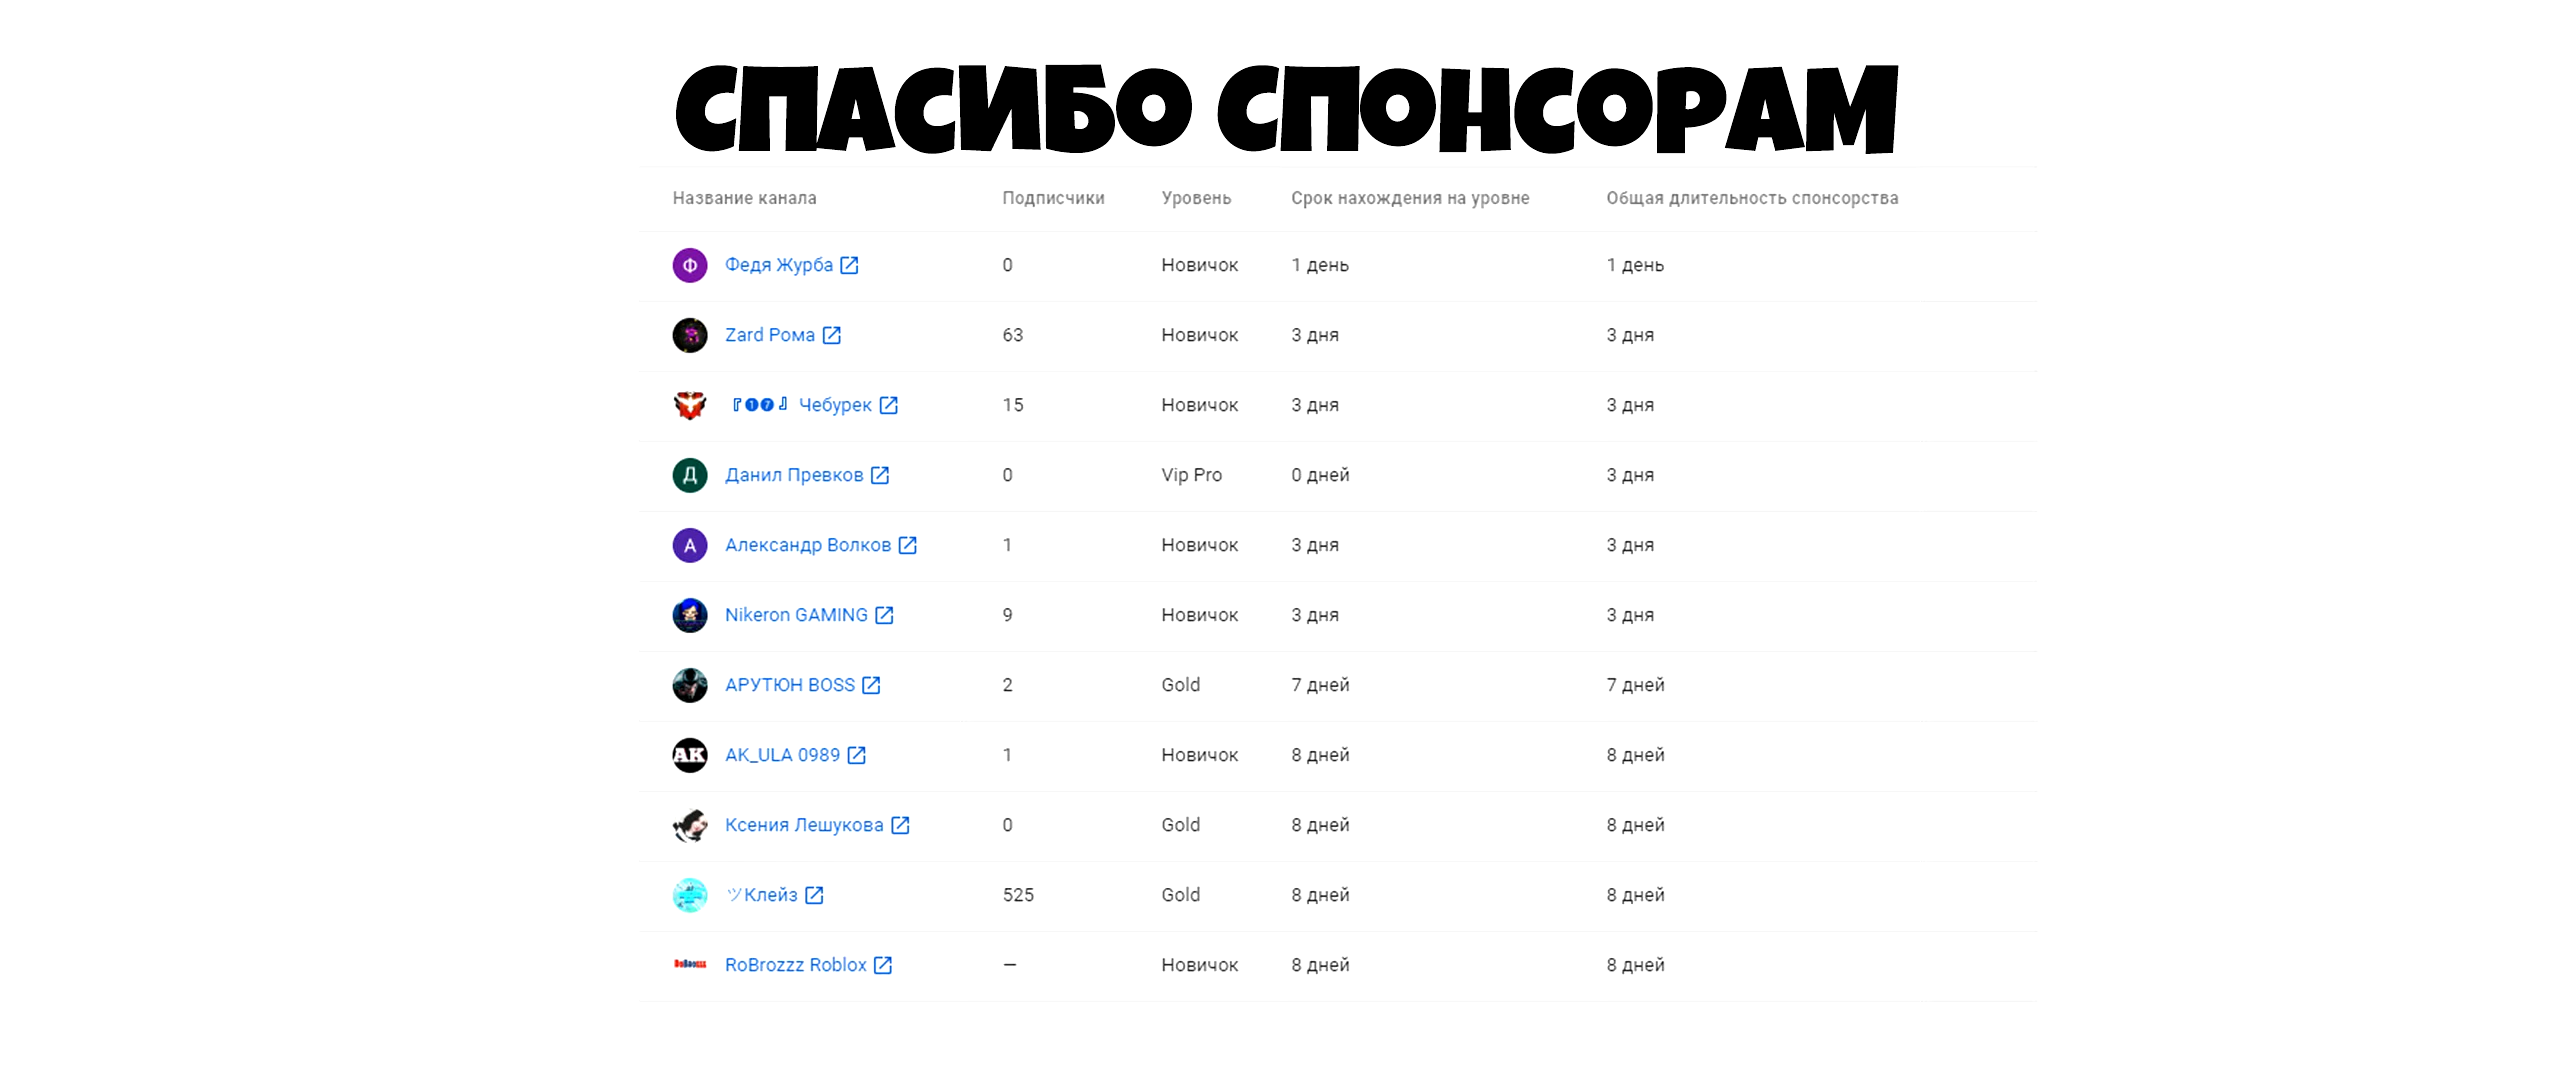 СПАСИБО СПОНСОРАМ
Название канала Подписчики Уровень Срок нахождения на уровне Общая длительность спонсорства
Ф Федя Журба 0 Новичок 1 день 1 день
Zard Рома 63 Новичок 3 дня 3 дня
『❶❼』 Чебурек 15 Новичок 3 дня 3 дня
Д Данил Превков 0 Vip Pro 0 дней 3 дня
А Александр Волков 1 Новичок 3 дня 3 дня
Nikeron GAMING 9 Новичок 3 дня 3 дня
АРУТЮН BOSS 2 Gold 7 дней 7 дней
AK AK_ULA 0989 1 Новичок 8 дней 8 дней
Ксения Лешукова 0 Gold 8 дней 8 дней
ツКлейз 525 Gold 8 дней 8 дней
RoBrozzz Roblox – Новичок 8 дней 8 дней